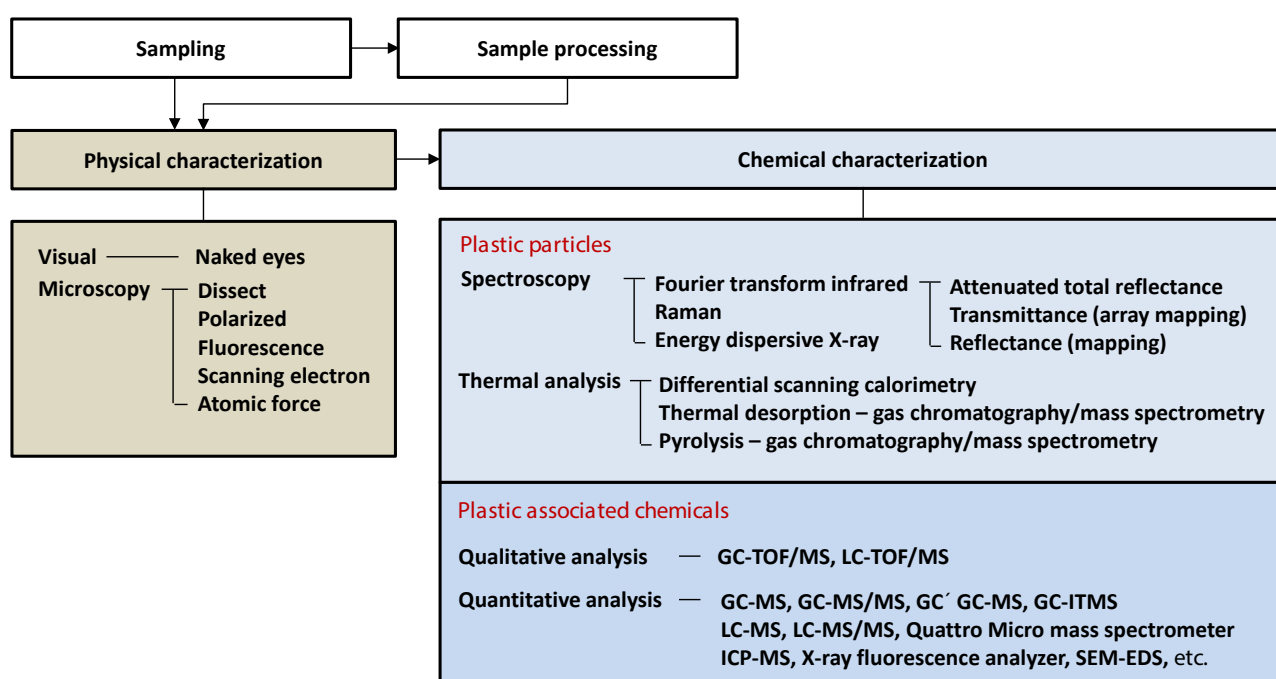 Sampling
Sample processing
Physical characterization
Chemical characterization
Visual
Naked eyes
Microscopy
Dissect
Polarized
Fluorescence
Scanning electron
Atomic force
Plastic particles
Spectroscopy
Fourier transform infrared
Raman
Energy dispersive X-ray
Attenuated total reflectance
Transmittance (array mapping)
Reflectance (mapping)
Thermal analysis
Differential scanning calorimetry
Thermal desorption – gas chromatography/mass spectrometry
Pyrolysis – gas chromatography/mass spectrometry
Plastic associated chemicals
Qualitative analysis
GC-TOF/MS, LC-TOF/MS
Quantitative analysis
GC-MS, GC-MS/MS, GC´ GC-MS, GC-ITMS
LC-MS, LC-MS/MS, Quattro Micro mass spectrometer
ICP-MS, X-ray fluorescence analyzer, SEM-EDS, etc.